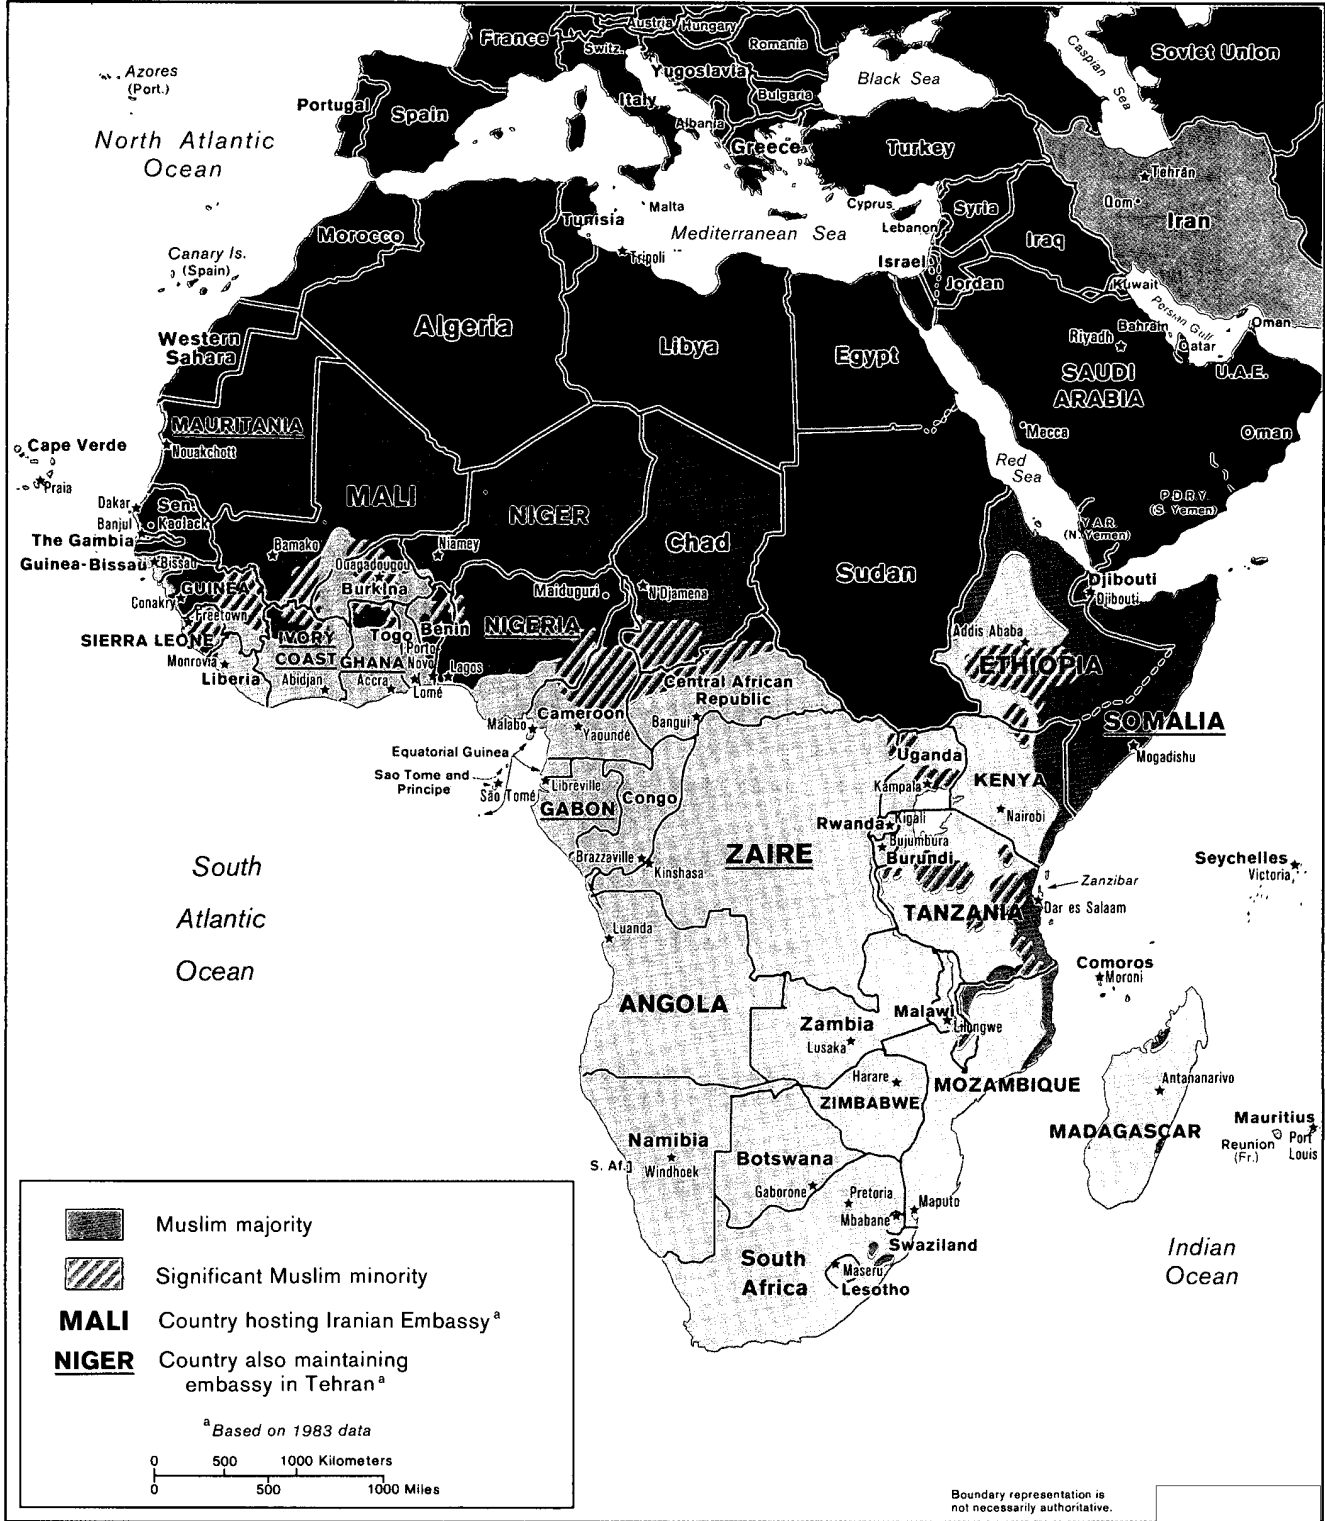 France
Switz.
Austria
Hungary
Romania
Yugoslavia
Bulgaria
Italy
Albania
Greece
Black Sea
Caspian
Sea
Soviet Union
Azores
(Port.)
Portugal
Spain
North Atlantic
Ocean
Turkey
Tehrān
Qom
Iran
Malta
Tunisia
Tripoli
Mediterranean Sea
Cyprus
Lebanon
Syria
Israel
Jordan
Iraq
Kuwait
Persian Gulf
Bahrain
Qatar
Oman
U.A.E.
Riyadh
SAUDI
ARABIA
Mecca
Oman
Red
Sea
P.D.R.Y.
(S. Yemen)
Y.A.R.
(N. Yemen)
Morocco
Canary Is.
(Spain)
Western
Sahara
Algeria
Libya
Egypt
MAURITANIA
Nouakchott
Cape Verde
Praia
Dakar
Sen.
Banjul
Kaolack
The Gambia
Guinea-Bissau
Bissau
MALI
Bamako
NIGER
Niamey
Chad
N'Djamena
Sudan
Ouagadougou
Burkina
GUINEA
Conakry
Freetown
SIERRA LEONE
Monrovia
Liberia
IVORY
COAST
Abidjan
GHANA
Accra
Togo
Lomé
Benin
Porto
Novo
NIGERIA
Maiduguri
Lagos
Djibouti
Djibouti
Addis Ababa
ETHIOPIA
SOMALIA
Mogadishu
Central African
Republic
Bangui
Cameroon
Yaoundé
Malabo
Equatorial Guinea
Sao Tome and
Principe
São Tomé
Libreville
GABON
Congo
Brazzaville
Kinshasa
ZAIRE
Uganda
Kampala
KENYA
Nairobi
Rwanda
Kigali
Bujumbura
Burundi
TANZANIA
Zanzibar
Dar es Salaam
Seychelles
Victoria
South
Atlantic
Ocean
Luanda
ANGOLA
Zambia
Lusaka
Malawi
Lilongwe
Comoros
Moroni
Harare
ZIMBABWE
MOZAMBIQUE
Antananarivo
MADAGASCAR
Mauritius
Port
Louis
Reunion
(Fr.)
Namibia
S. Af.]
Windhoek
Botswana
Gaborone
Pretoria
Mbabane
Maputo
Swaziland
South
Africa
Maseru
Lesotho
Indian
Ocean
Muslim majority
Significant Muslim minority
MALI Country hosting Iranian Embassy a
NIGER Country also maintaining
embassy in Tehran a
a Based on 1983 data
0 500 1000 Kilometers
0 500 1000 Miles
Boundary representation is
not necessarily authoritative.